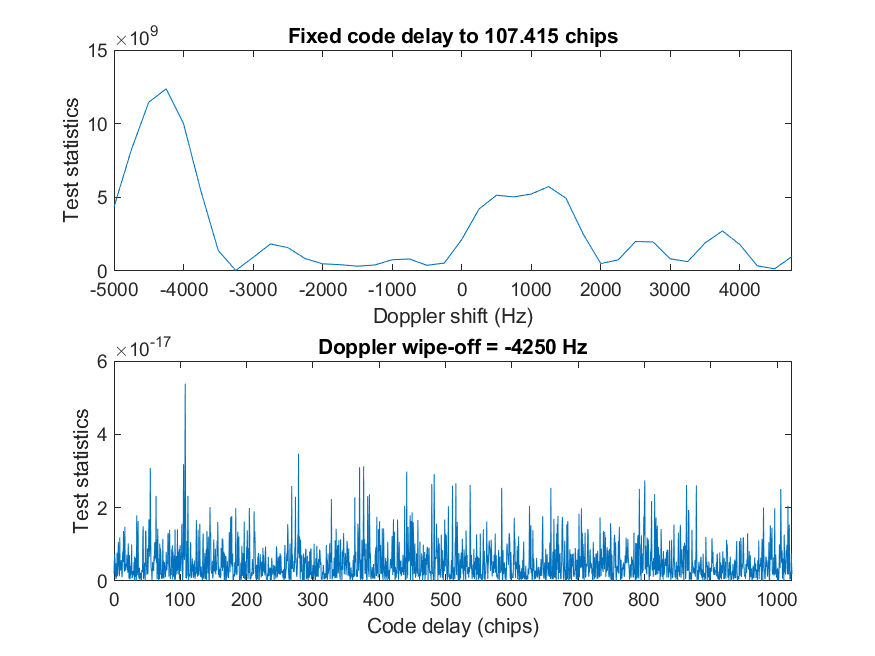 Fixed code delay to 107.415 chips
×10^9
15
10
5
0
Test statistics
-5000 -4000 -3000 -2000 -1000 0 1000 2000 3000 4000
Doppler shift (Hz)
Doppler wipe-off = -4250 Hz
×10^-17
6
4
2
0
Test statistics
0 100 200 300 400 500 600 700 800 900 1000
Code delay (chips)